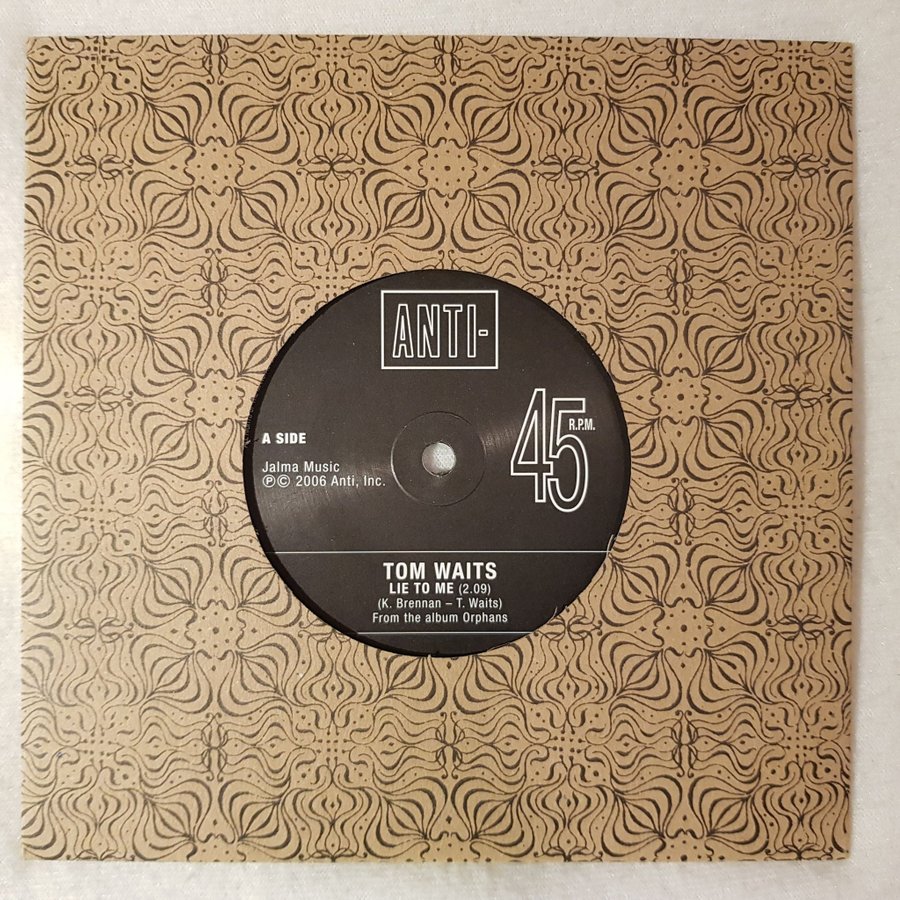 ANTI-
45 R.P.M.
A SIDE
Jalma Music
℗© 2006 Anti, Inc.
TOM WAITS
LIE TO ME (2.09)
(K. Brennan – T. Waits)
From the album Orphans